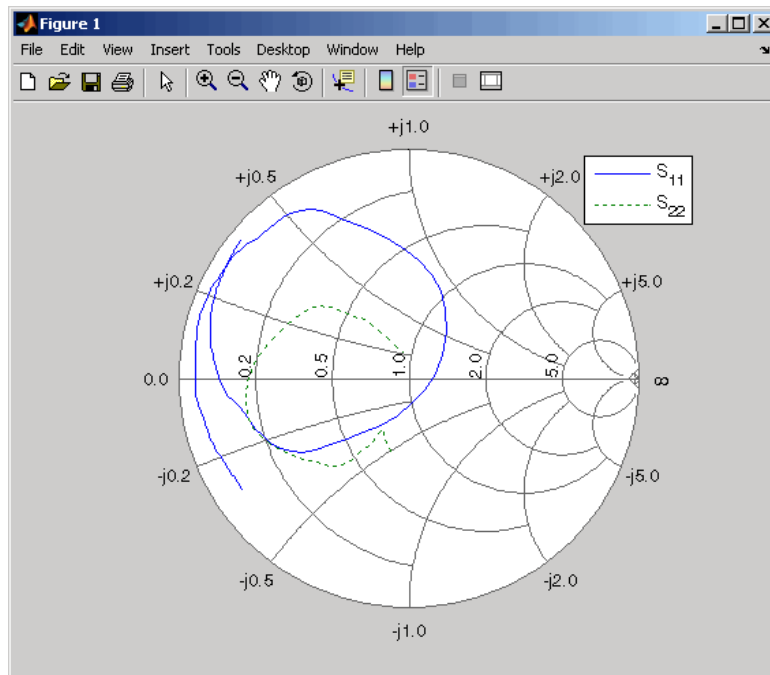 Figure 1
File Edit View Insert Tools Desktop Window Help
+j1.0
+j0.5
+j2.0
S11
S22
+j0.2
+j5.0
0.0
0.2
0.5
1.0
2.0
5.0
∞
-j0.2
-j5.0
-j0.5
-j2.0
-j1.0